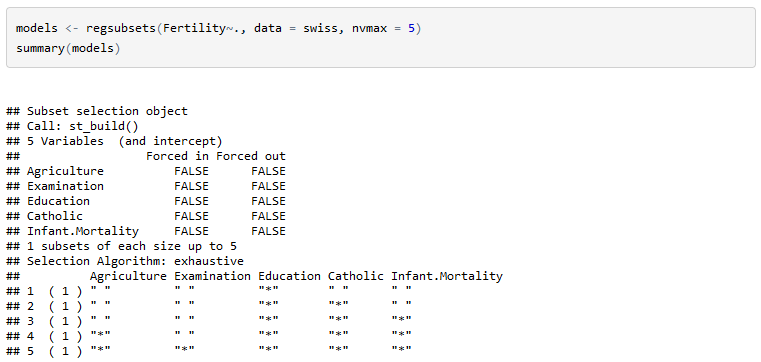 models <- regsubsets(Fertility~., data = swiss, nvmax = 5)
summary(models)
## Subset selection object
## Call: st_build()
## 5 Variables  (and intercept)
##                 Forced in Forced out
## Agriculture         FALSE      FALSE
## Examination         FALSE      FALSE
## Education           FALSE      FALSE
## Catholic            FALSE      FALSE
## Infant.Mortality    FALSE      FALSE
## 1 subsets of each size up to 5
## Selection Algorithm: exhaustive
##          Agriculture Examination Education Catholic Infant.Mortality
## 1  ( 1 ) " "         " "         "*"       " "      " "
## 2  ( 1 ) " "         " "         "*"       "*"      " "
## 3  ( 1 ) " "         " "         "*"       "*"      "*"
## 4  ( 1 ) "*"         " "         "*"       "*"      "*"
## 5  ( 1 ) "*"         "*"         "*"       "*"      "*"